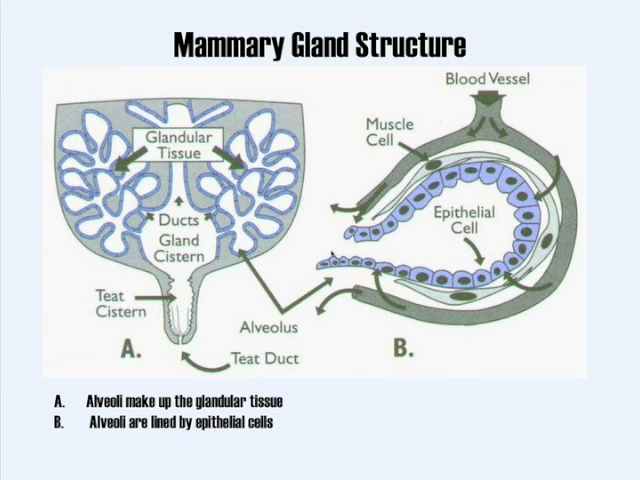 Mammary Gland Structure
Blood Vessel
Muscle
Cell
Glandular
Tissue
Epithelial
Cell
Ducts
Gland
Cistern
Teat
Cistern
Alveolus
A.
Teat Duct
B.
A. Alveoli make up the glandular tissue
B. Alveoli are lined by epithelial cells